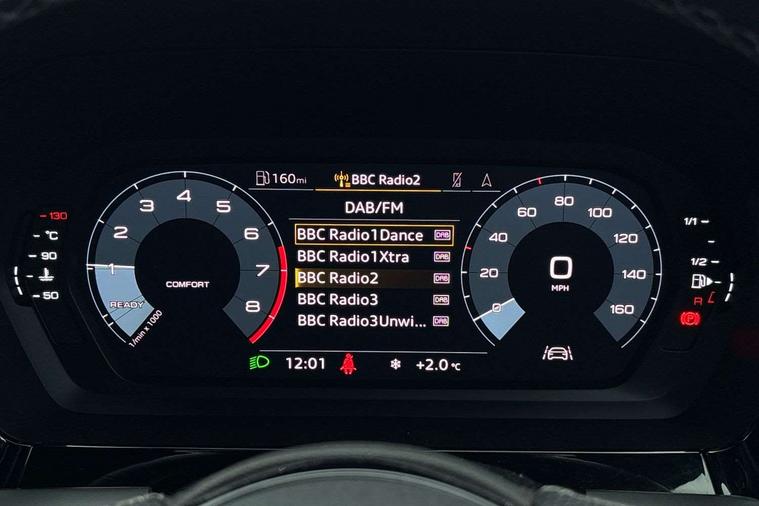 160mi BBC Radio2
DAB/FM
BBC Radio1Dance DAB
BBC Radio1Xtra DAB
BBC Radio2 DAB
BBC Radio3 DAB
BBC Radio3Unwi... DAB
12:01 +2.0°C
1 2 3 4 5 6 7 8
READY
COMFORT
1/min x 1000
0 20 40 60 80 100 120 140 160
0
MPH
130
°C
90
50
1/1
1/2
R
P